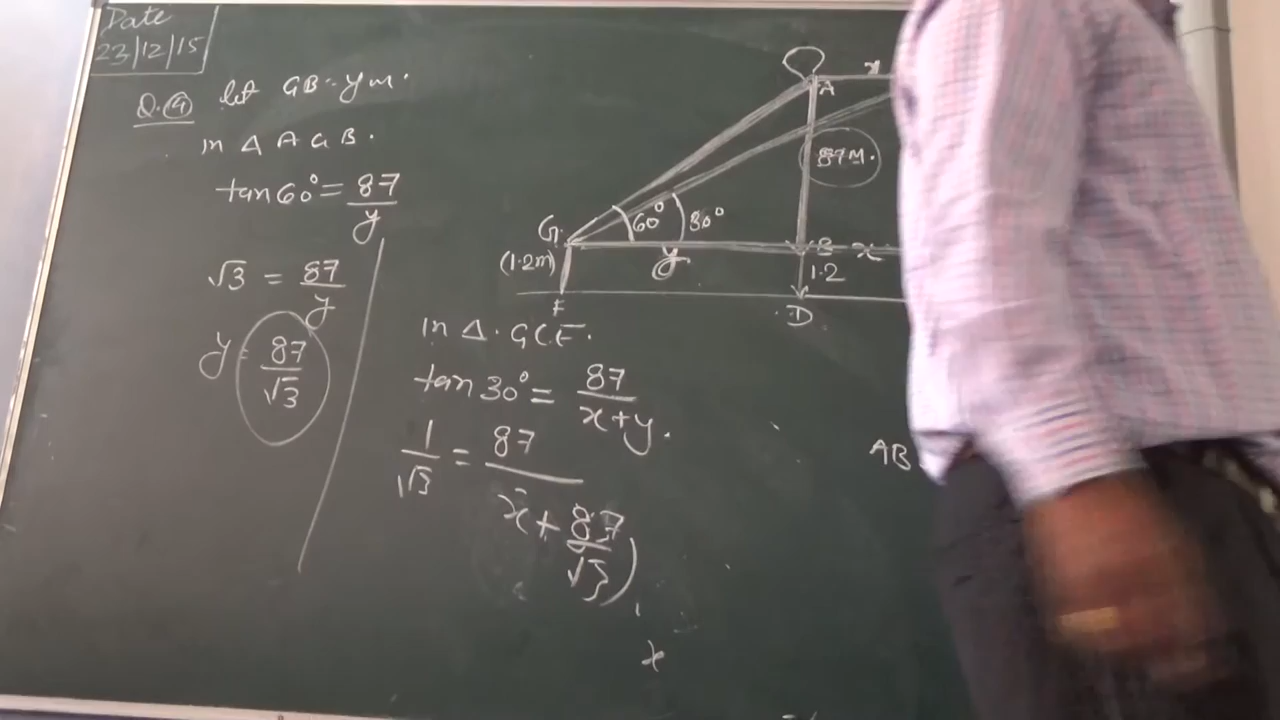 Date
23/12/15
Q.(9) let GB = y m.
in △ A G B.
tan 60° = 87/y
√3 = 87/y
y = 87/√3
A
x
87M.
G
60°
30°
B
x
y
(1.2m)
1.2
F
D
in △. GCE.
tan 30° = 87/x+y.
1/√3 = 87/x + 87/√3)
x
AB